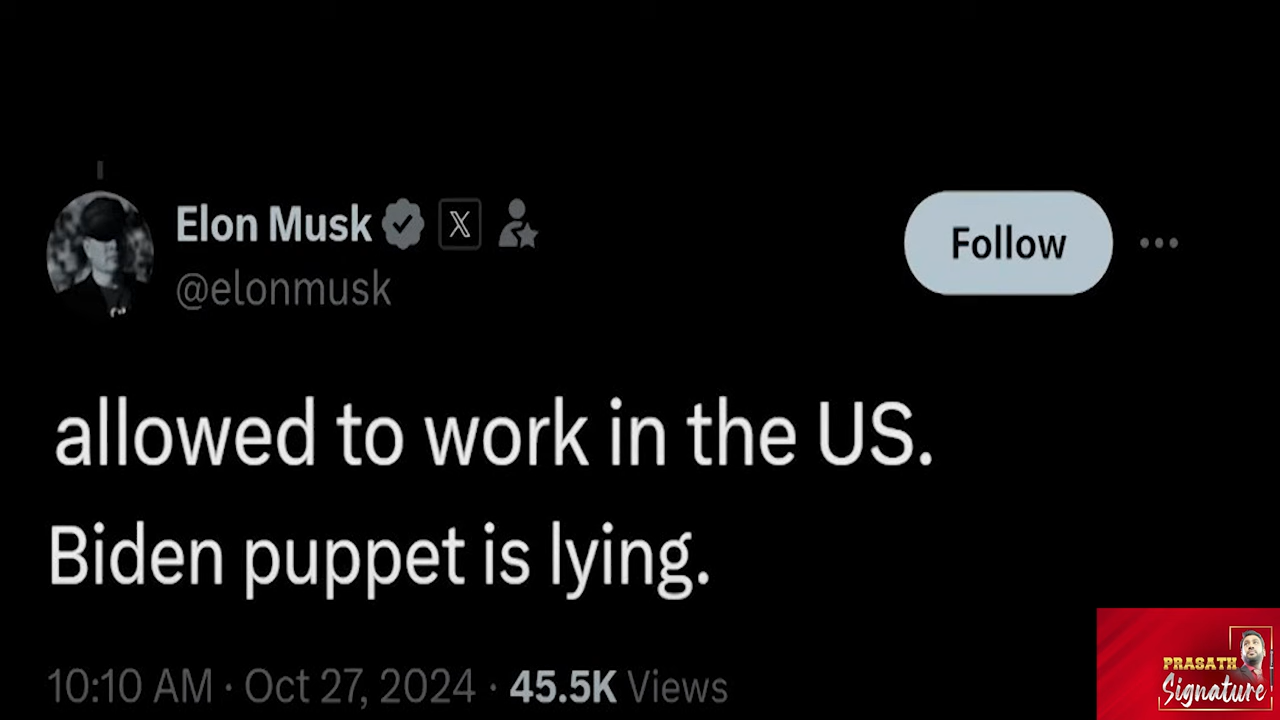 Elon Musk
@elonmusk
Follow
allowed to work in the US.
Biden puppet is lying.
10:10 AM · Oct 27, 2024 · 45.5K Views
PRASATH
Signature